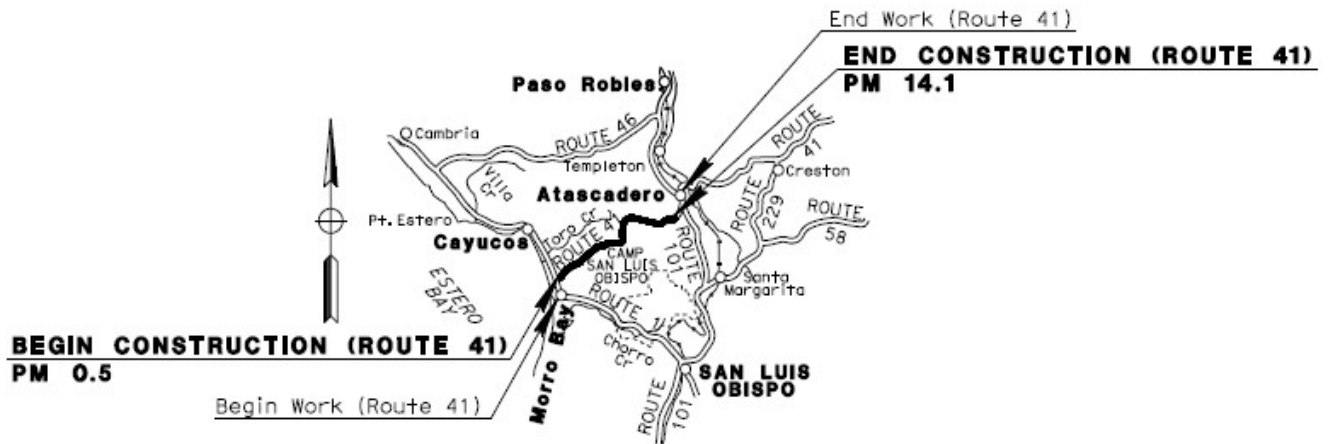 End Work (Route 41)
END CONSTRUCTION (ROUTE 41)
PM 14.1
Paso Robles
Cambria
ROUTE 46
ROUTE
41
Templeton
Creston
Villa
Cr
Atascadero
ROUTE
229
ROUTE
58
Pt. Estero
Cayucos
Toro Cr
ROUTE 41
CAMP
SAN LUIS
OBISPO
ROUTE
101
Santa
Margarita
ESTERO
BAY
ROUTE 1
Chorro
Cr
BEGIN CONSTRUCTION (ROUTE 41)
PM 0.5
Morro Bay
SAN LUIS
OBISPO
Begin Work (Route 41)
ROUTE
101